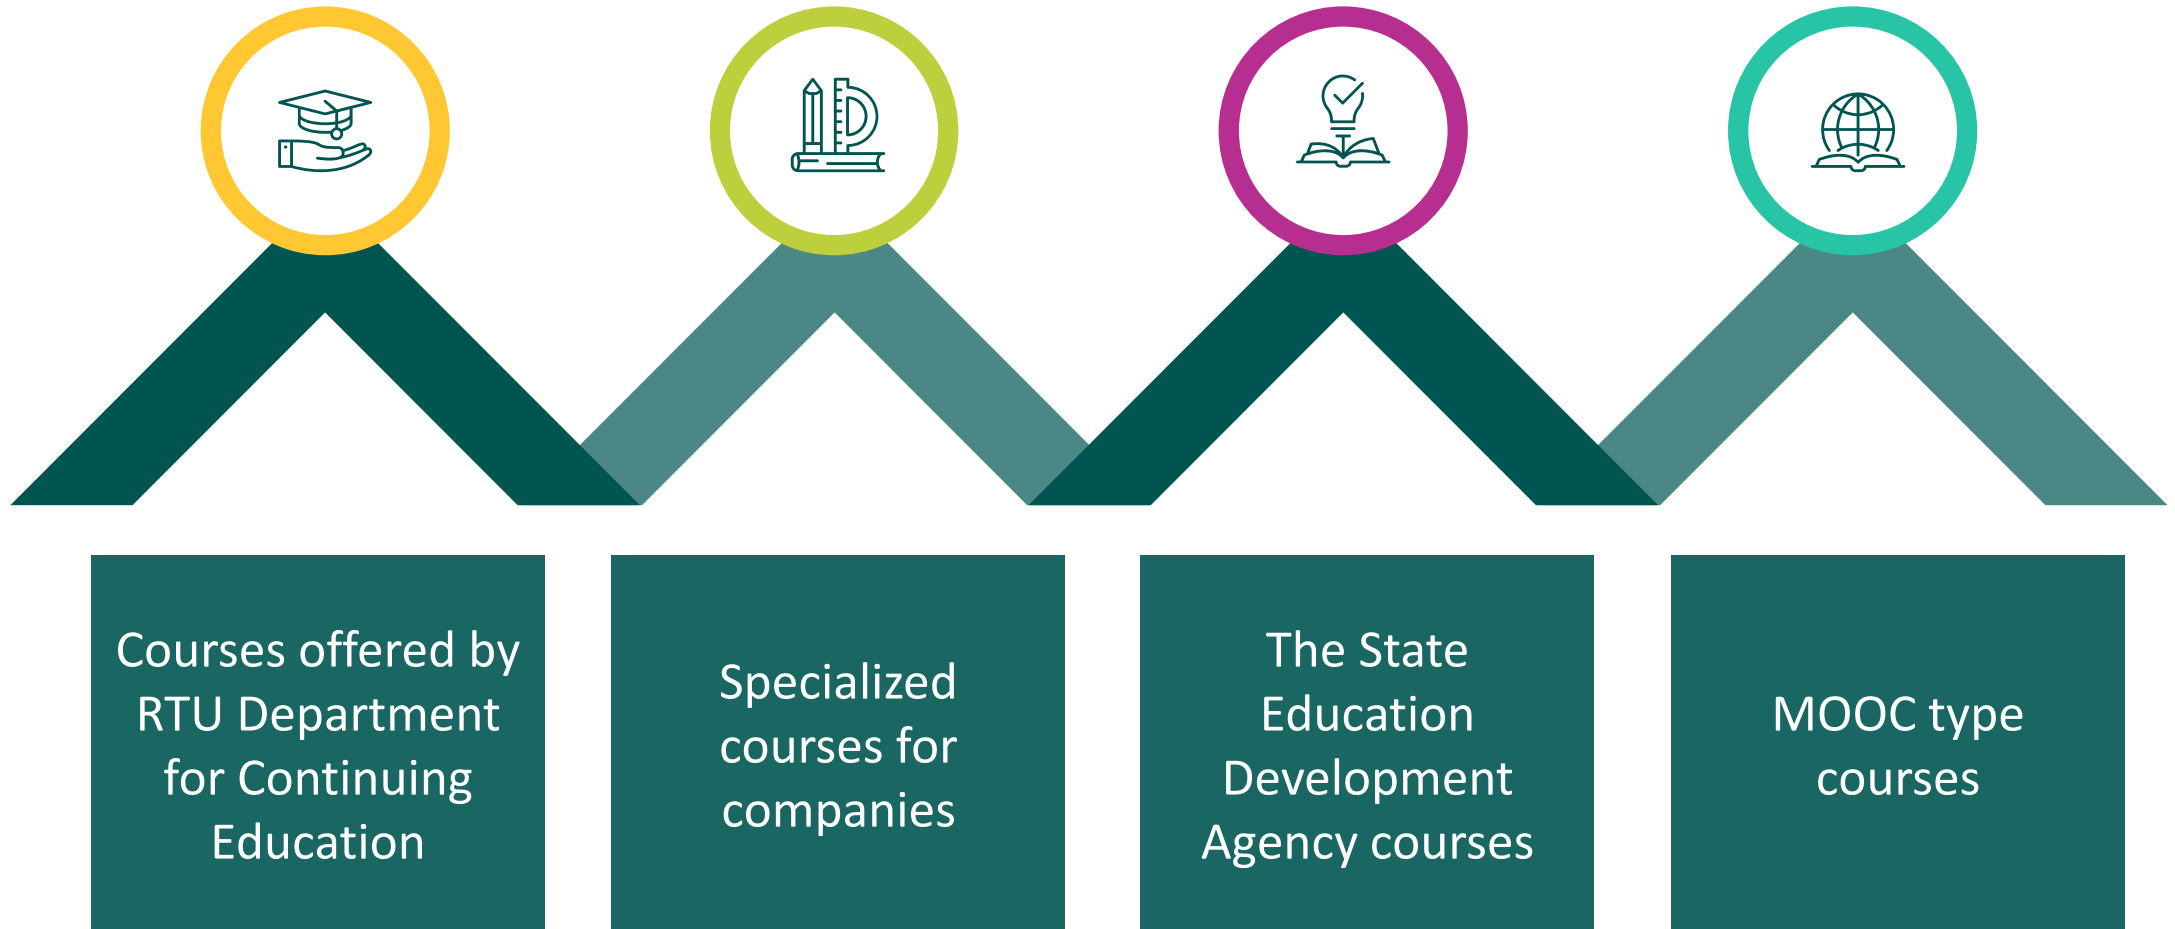 Courses offered by
RTU Department
for Continuing
Education
Specialized
courses for
companies
The State
Education
Development
Agency courses
MOOC type
courses